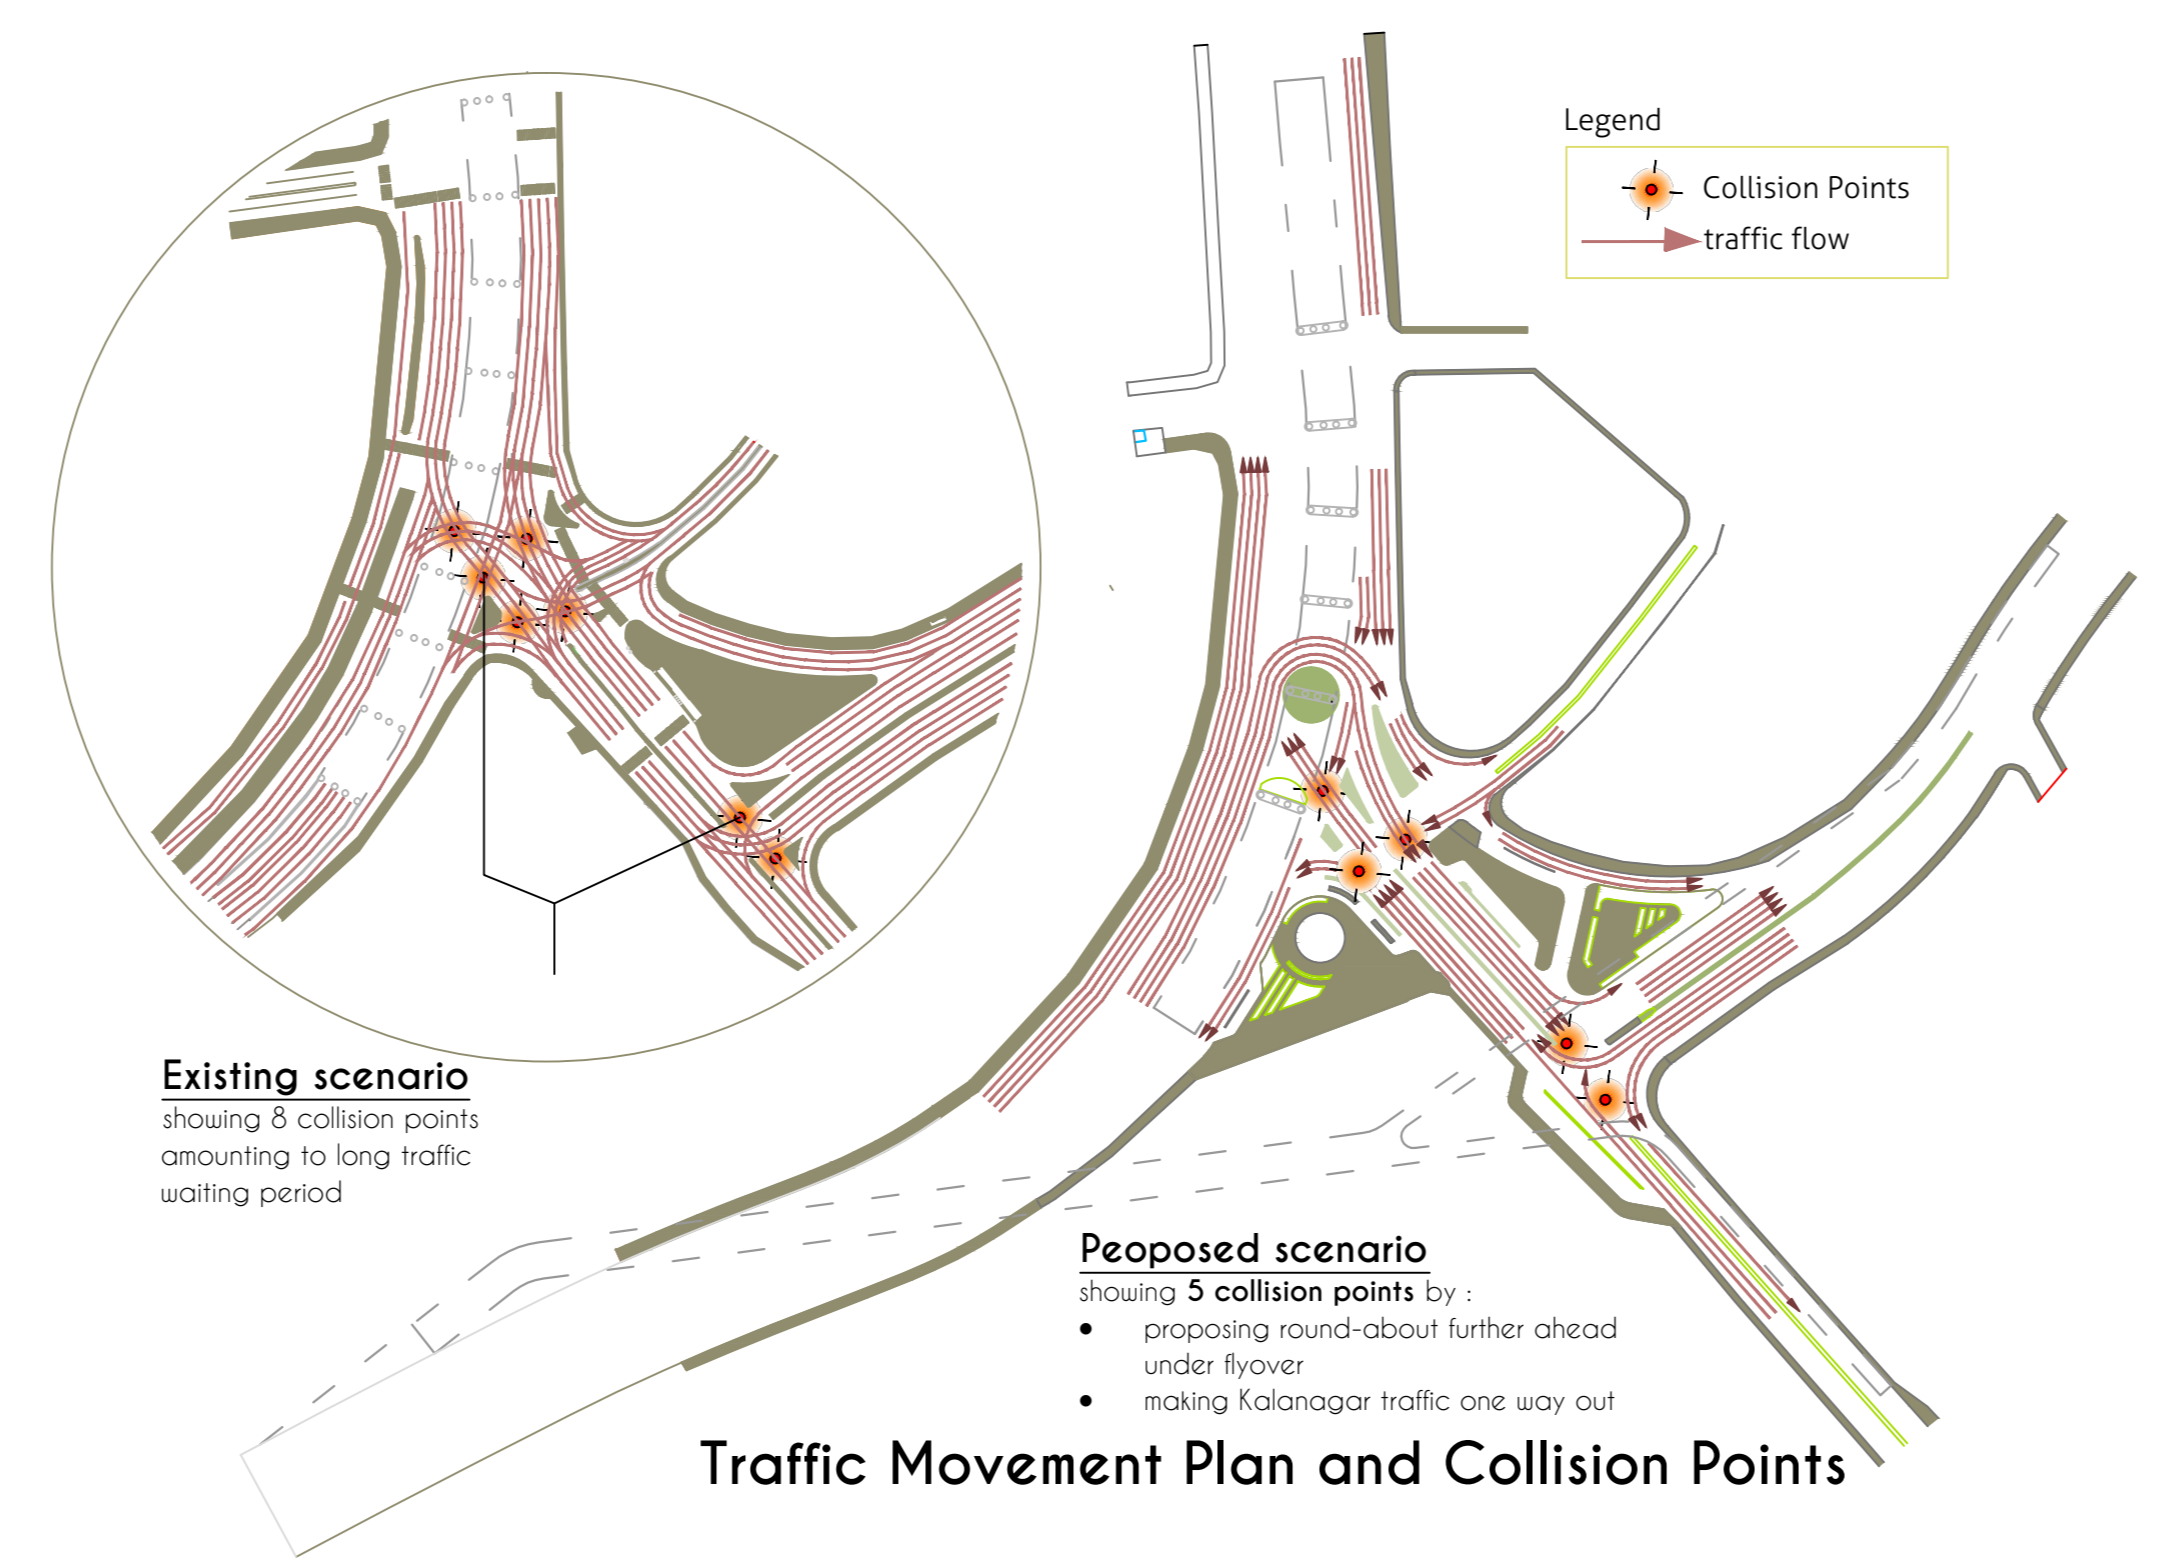 Legend
Collision Points
traffic flow
Existing scenario
showing 8 collision points
amounting to long traffic
waiting period
Peoposed scenario
showing 5 collision points by :
• proposing round-about further ahead
under flyover
• making Kalanagar traffic one way out
Traffic Movement Plan and Collision Points